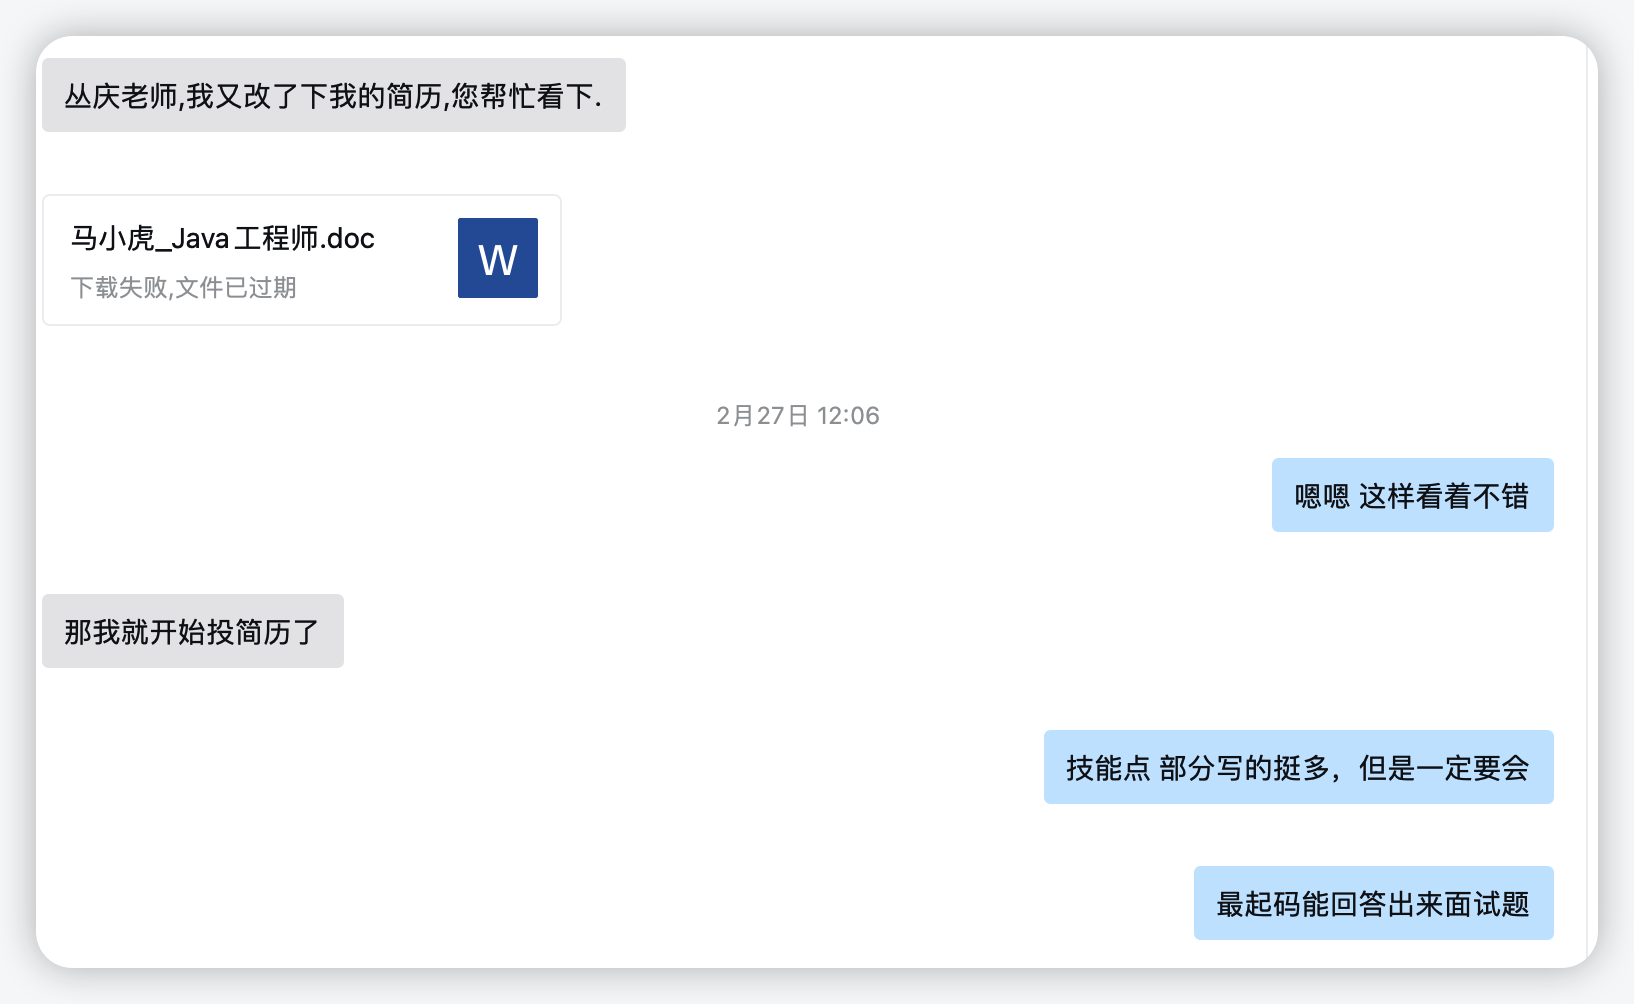 丛庆老师,我又改了下我的简历,您帮忙看下.
马小虎_Java工程师.doc
W
下载失败,文件已过期
2月27日 12:06
嗯嗯 这样看着不错
那我就开始投简历了
技能点 部分写的挺多，但是一定要会
最起码能回答出来面试题